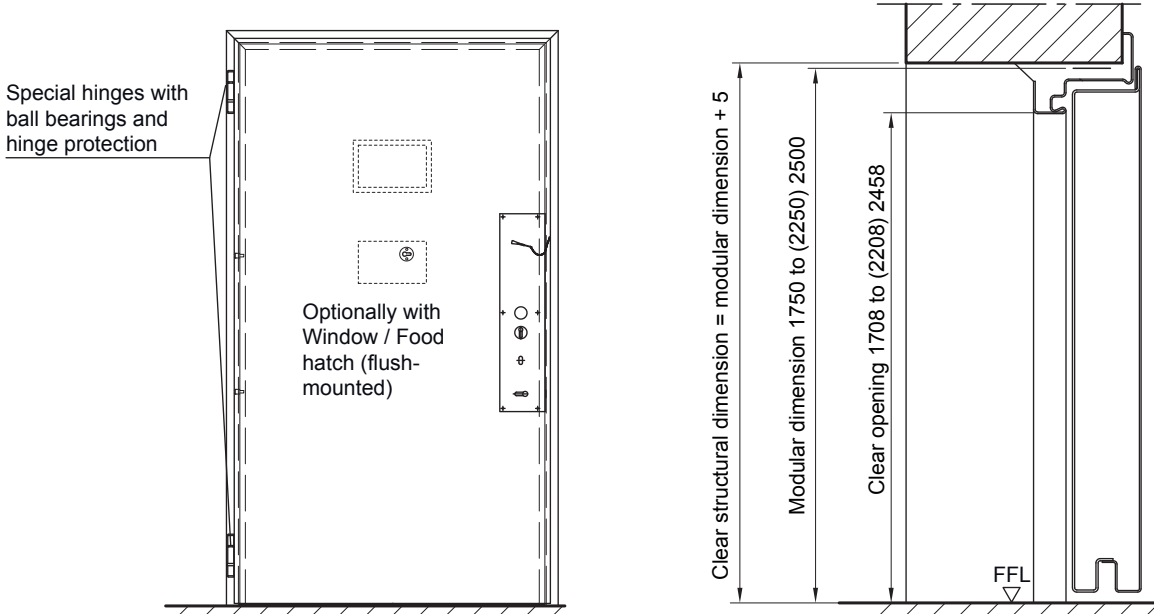 Special hinges with
ball bearings and
hinge protection
Optionally with
Window / Food
hatch (flush-
mounted)
Clear structural dimension = modular dimension + 5
Modular dimension 1750 to (2250) 2500
Clear opening 1708 to (2208) 2458
FFL